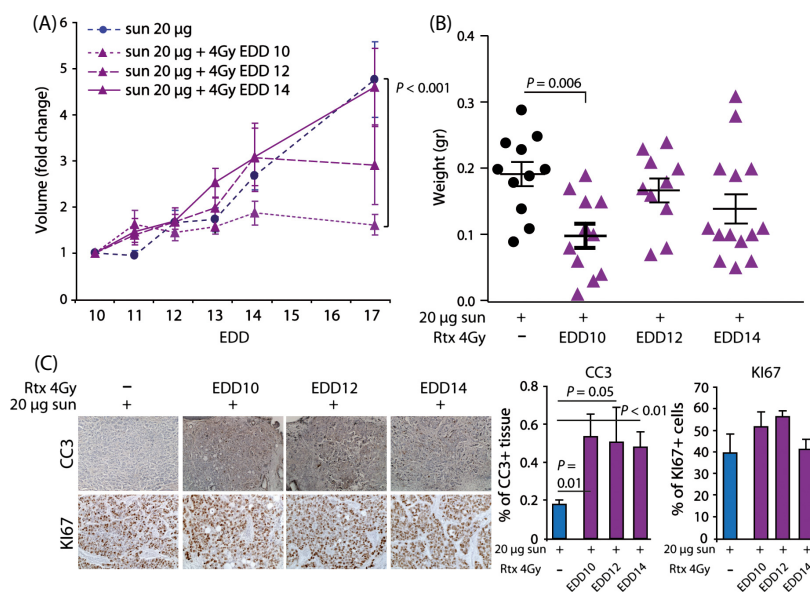 (A)
6
5
4
3
2
1
0
Volume (fold change)
sun 20 µg
sun 20 µg + 4Gy EDD 10
sun 20 µg + 4Gy EDD 12
sun 20 µg + 4Gy EDD 14
P < 0.001
10 11 12 13 14 15 16 17
EDD
(B)
0.4
0.3
0.2
0.1
0.0
Weight (gr)
P = 0.006
20 µg sun + + + +
Rtx 4Gy – EDD10 EDD12 EDD14
(C)
Rtx 4Gy – EDD10 EDD12 EDD14
20 µg sun + + + +
CC3
KI67
CC3
0.8
0.6
0.4
0.2
0
% of CC3+ tissue
P = 0.05
P < 0.01
P =
0.01
20 µg sun + + + +
Rtx 4Gy – EDD10 EDD12 EDD14
KI67
70
60
50
40
30
20
10
0
% of KI67+ cells
20 µg sun + + + +
Rtx 4Gy – EDD10 EDD12 EDD14